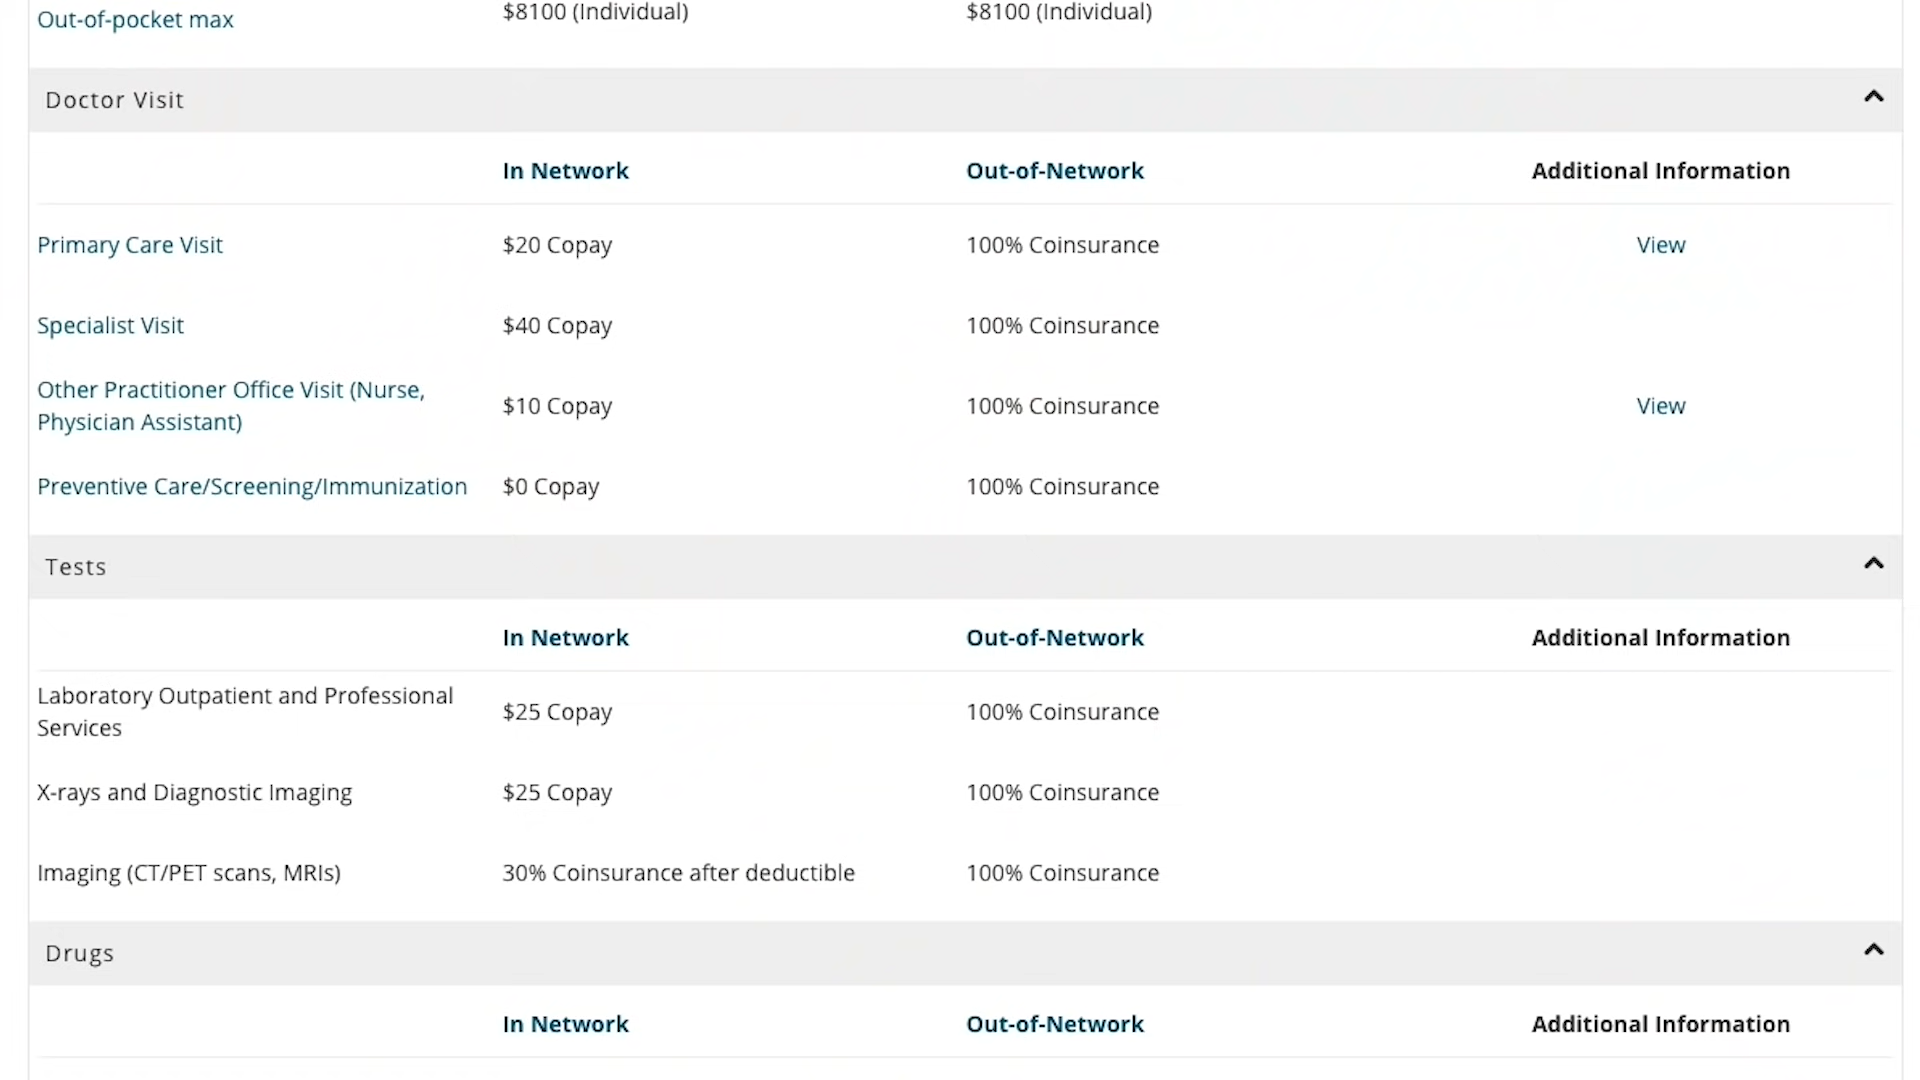 Out-of-pocket max $8100 (Individual) $8100 (Individual)
Doctor Visit
In Network Out-of-Network Additional Information
Primary Care Visit $20 Copay 100% Coinsurance View
Specialist Visit $40 Copay 100% Coinsurance
Other Practitioner Office Visit (Nurse,
Physician Assistant) $10 Copay 100% Coinsurance View
Preventive Care/Screening/Immunization $0 Copay 100% Coinsurance
Tests
In Network Out-of-Network Additional Information
Laboratory Outpatient and Professional
Services $25 Copay 100% Coinsurance
X-rays and Diagnostic Imaging $25 Copay 100% Coinsurance
Imaging (CT/PET scans, MRIs) 30% Coinsurance after deductible 100% Coinsurance
Drugs
In Network Out-of-Network Additional Information